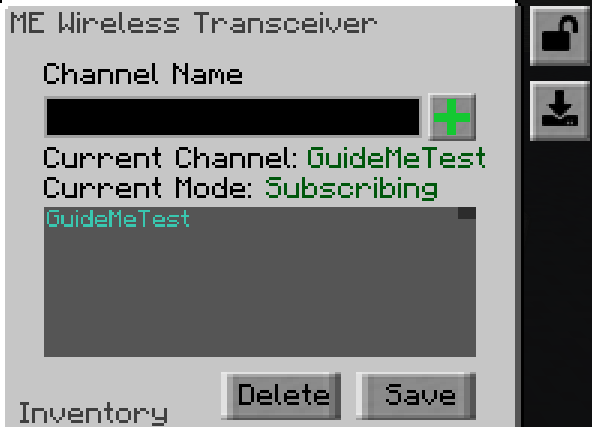 ME Wireless Transceiver
Channel Name
Current Channel: GuideMeTest
Current Mode: Subscribing
GuideMeTest
Delete Save
Inventory